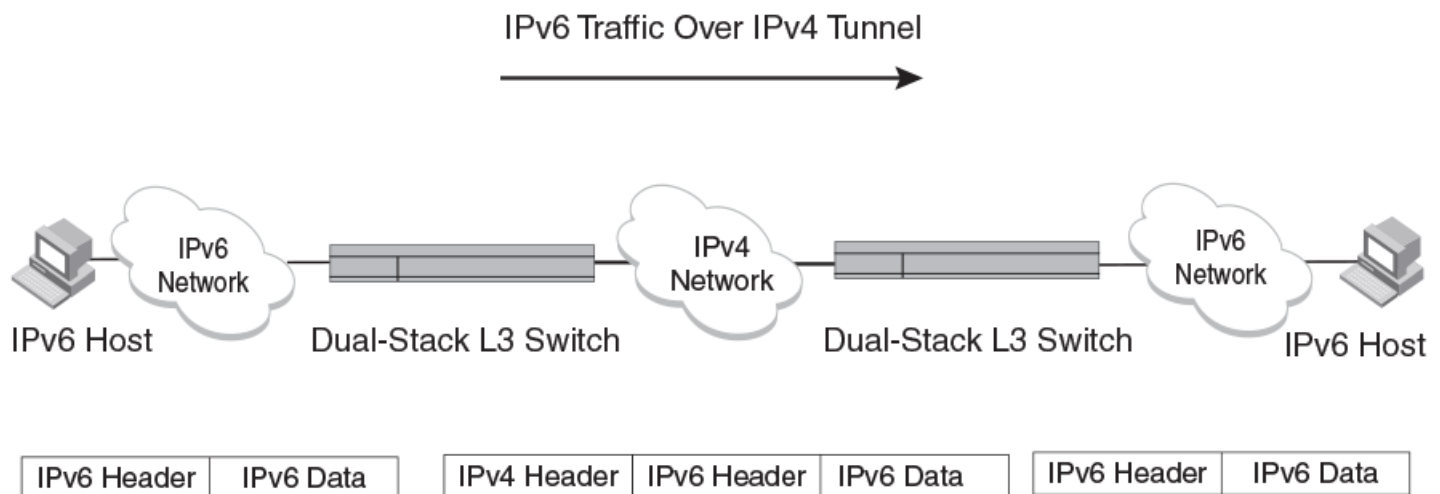 IPv6 Traffic Over IPv4 Tunnel
IPv6
Network
IPv4
Network
IPv6
Network
IPv6 Host
Dual-Stack L3 Switch
Dual-Stack L3 Switch
IPv6 Host
IPv6 Header IPv6 Data
IPv4 Header IPv6 Header IPv6 Data
IPv6 Header IPv6 Data